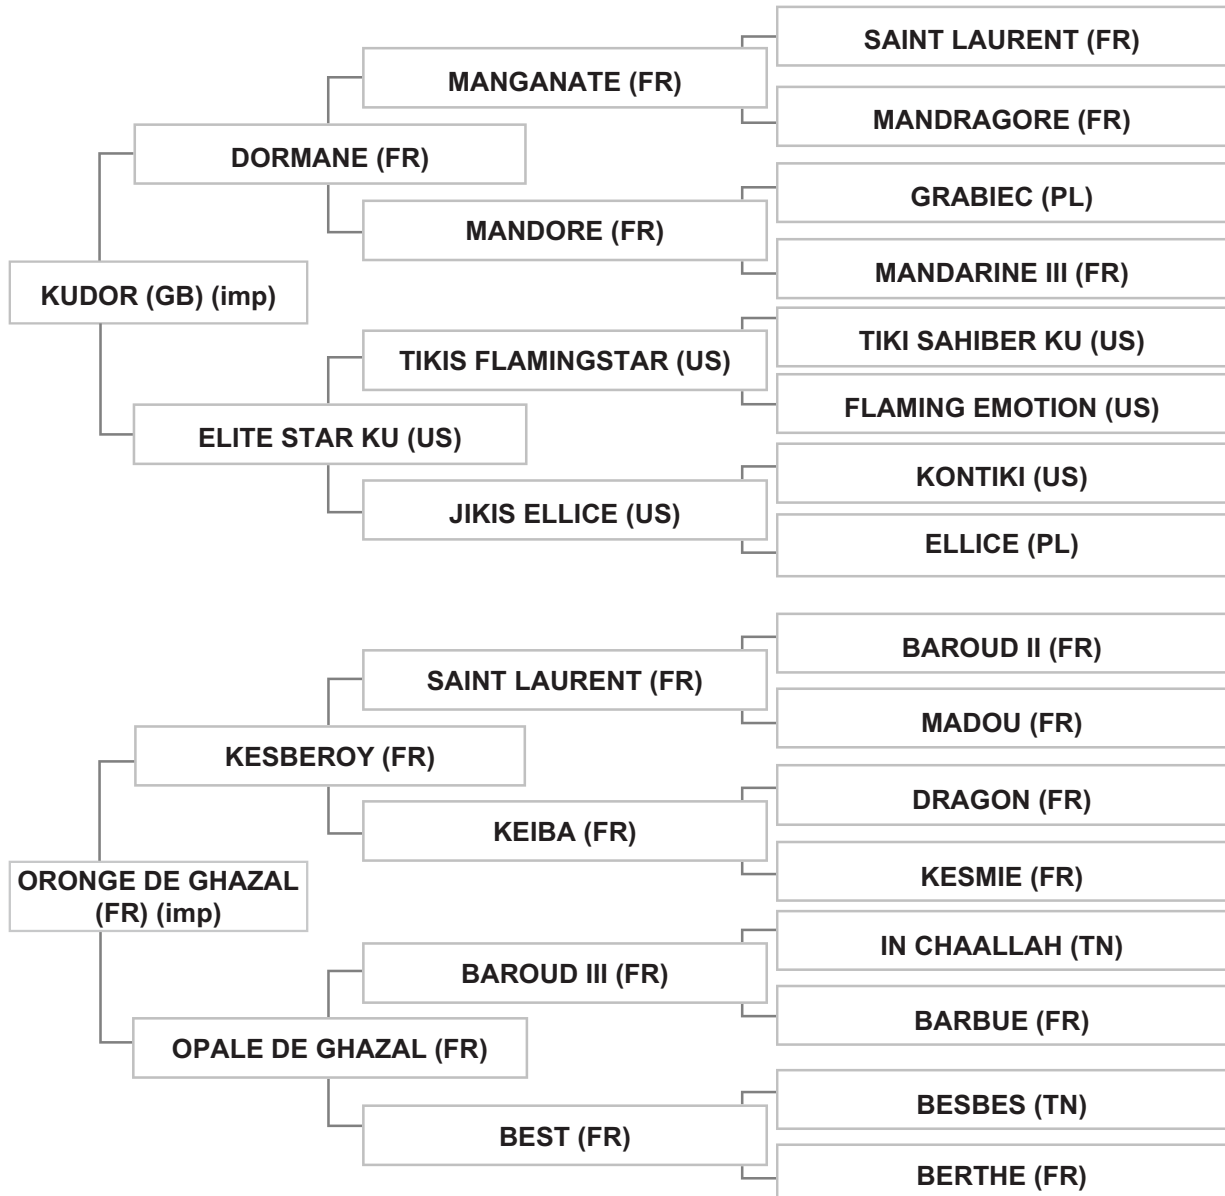 SAINT LAURENT (FR)
MANGANATE (FR)
MANDRAGORE (FR)
DORMANE (FR)
GRABIEC (PL)
MANDORE (FR)
MANDARINE III (FR)
KUDOR (GB) (imp)
TIKI SAHIBER KU (US)
TIKIS FLAMINGSTAR (US)
FLAMING EMOTION (US)
ELITE STAR KU (US)
KONTIKI (US)
JIKIS ELLICE (US)
ELLICE (PL)
BAROUD II (FR)
SAINT LAURENT (FR)
MADOU (FR)
KESBEROY (FR)
DRAGON (FR)
KEIBA (FR)
KESMIE (FR)
ORONGE DE GHAZAL
(FR) (imp)
IN CHAALLAH (TN)
BAROUD III (FR)
BARBUE (FR)
OPALE DE GHAZAL (FR)
BESBES (TN)
BEST (FR)
BERTHE (FR)